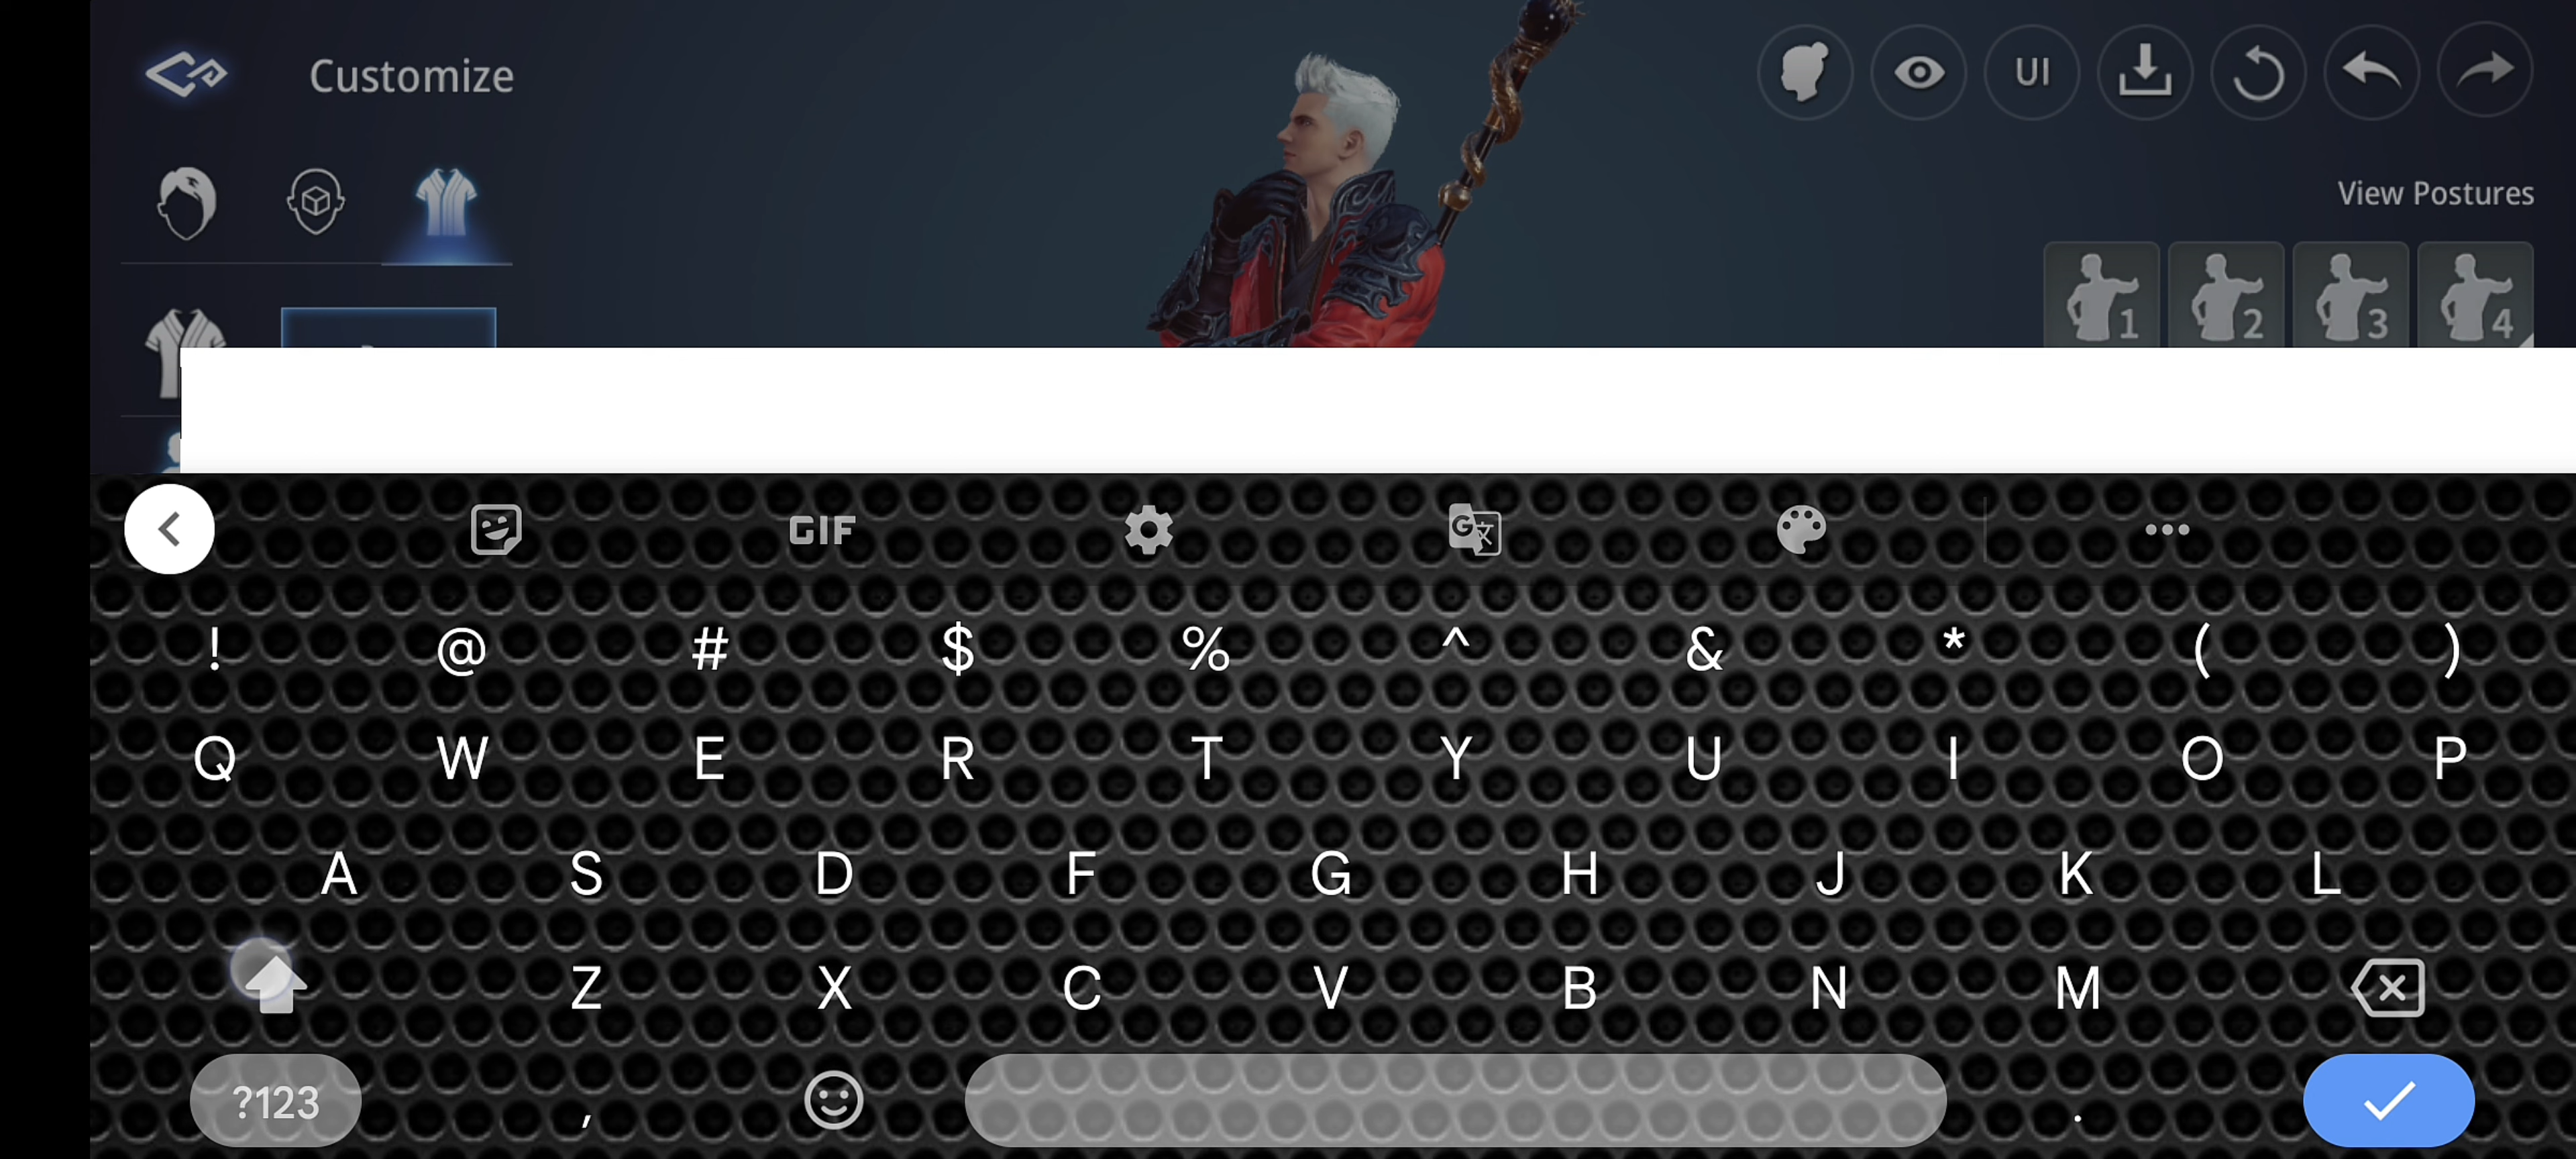 Customize
UI
View Postures
1 2 3 4
GIF
! @ # $ % ^ & * ( )
Q W E R T Y U I O P
A S D F G H J K L
Z X C V B N M
?123 , .